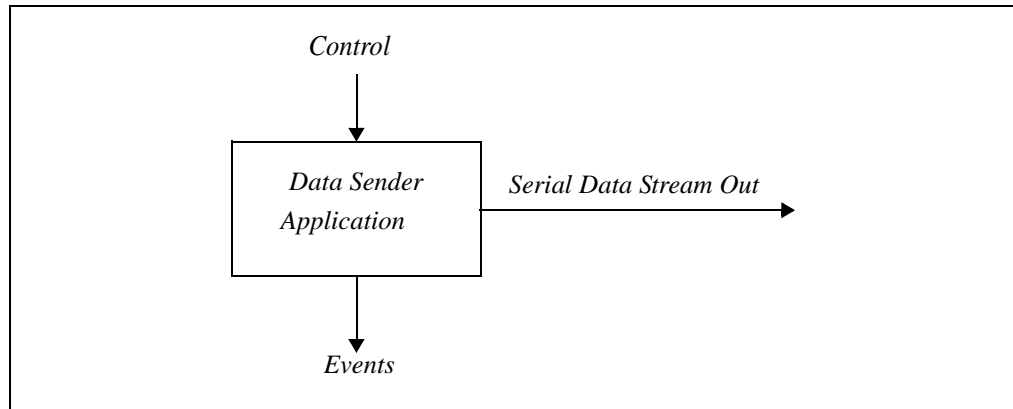 Control
Data Sender
Application
Serial Data Stream Out
Events